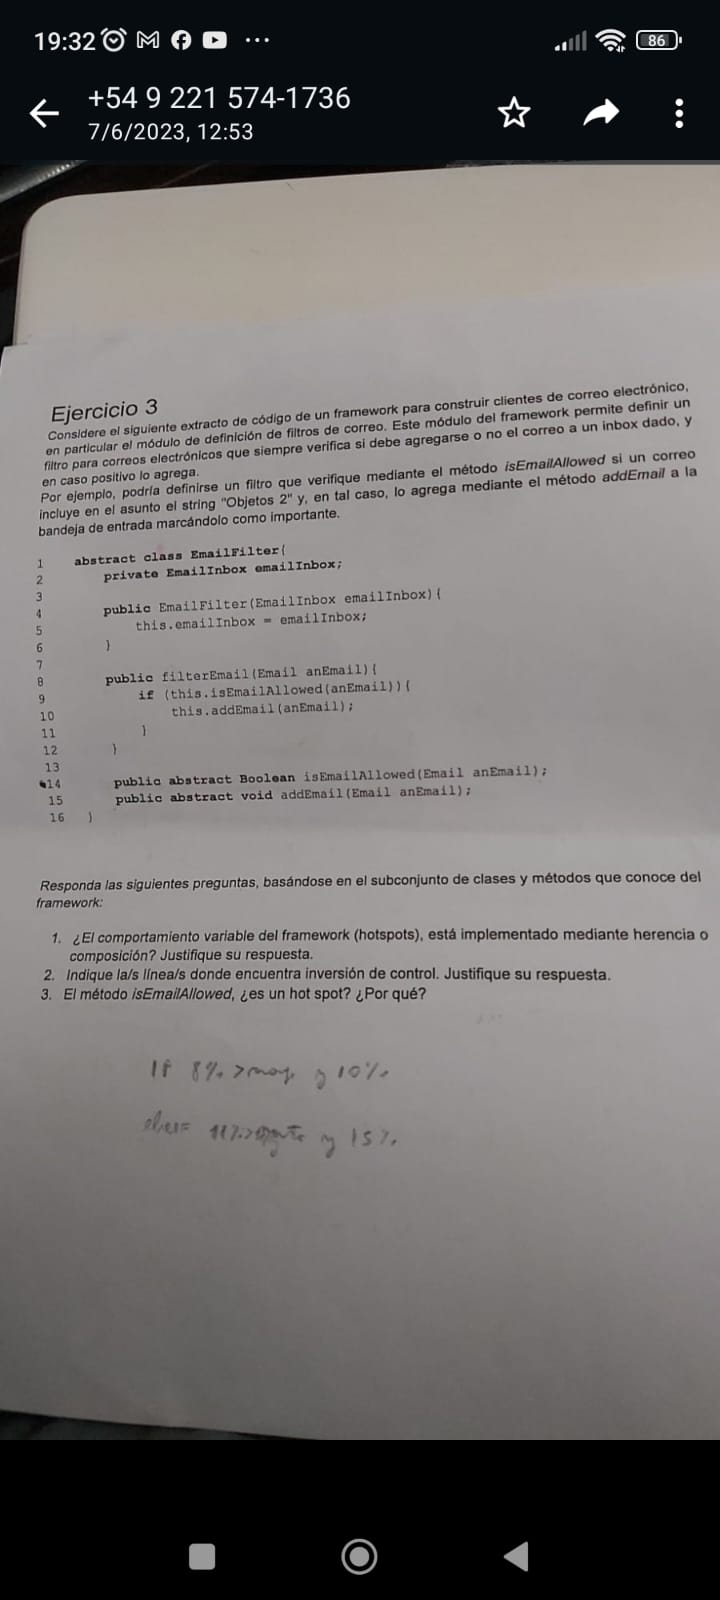 19:32 ... 86
+54 9 221 574-1736
7/6/2023, 12:53
Ejercicio 3
Considere el siguiente extracto de código de un framework para construir clientes de correo electrónico,
en particular el módulo de definición de filtros de correo. Este módulo del framework permite definir un
filtro para correos electrónicos que siempre verifica si debe agregarse o no el correo a un inbox dado, y
en caso positivo lo agrega.
Por ejemplo, podría definirse un filtro que verifique mediante el método isEmailAllowed si un correo
incluye en el asunto el string "Objetos 2" y, en tal caso, lo agrega mediante el método addEmail a la
bandeja de entrada marcándolo como importante.
1 abstract class EmailFilter{
2 private EmailInbox emailInbox;
3
4 public EmailFilter(EmailInbox emailInbox){
5 this.emailInbox = emailInbox;
6 }
7
8 public filterEmail(Email anEmail){
9 if (this.isEmailAllowed(anEmail)){
10 this.addEmail(anEmail);
11 }
12 }
13
14 public abstract Boolean isEmailAllowed(Email anEmail);
15 public abstract void addEmail(Email anEmail);
16 }
Responda las siguientes preguntas, basándose en el subconjunto de clases y métodos que conoce del
framework:
1. ¿El comportamiento variable del framework (hotspots), está implementado mediante herencia o
composición? Justifique su respuesta.
2. Indique la/s línea/s donde encuentra inversión de control. Justifique su respuesta.
3. El método isEmailAllowed, ¿es un hot spot? ¿Por qué?
If 8% > y 10%
11% > y 15%